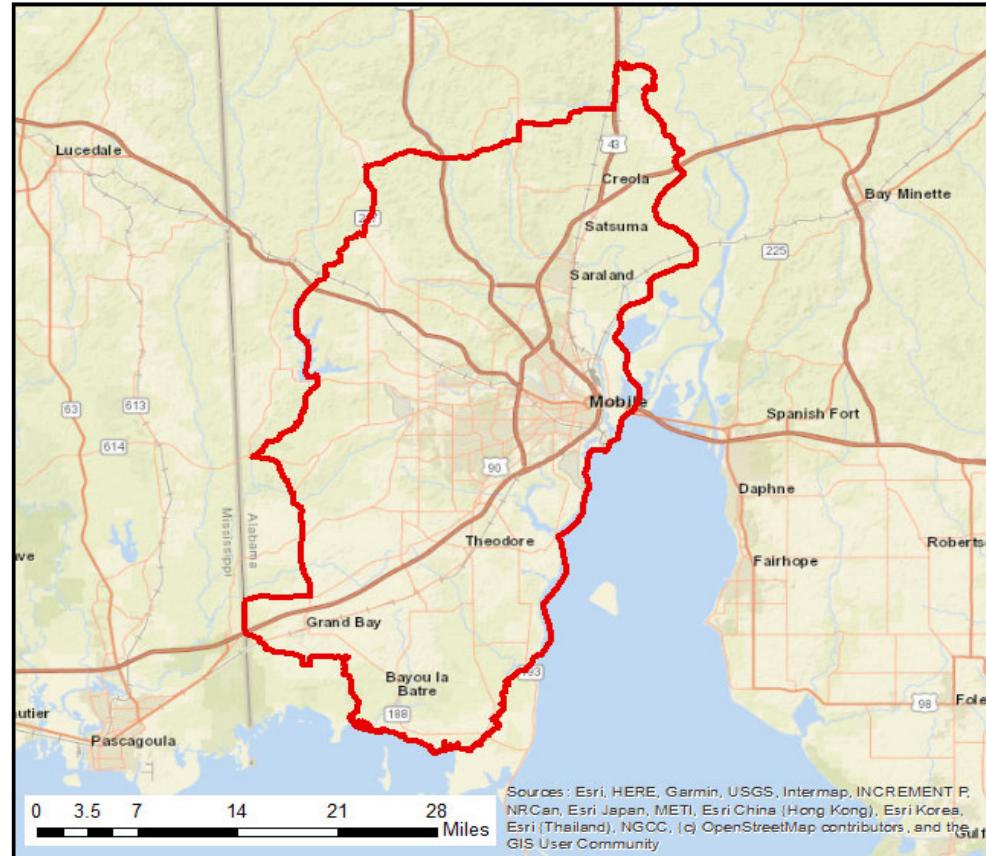 Lucedale
43
Creola
Bay Minette
217
Satsuma
225
Saraland
63
613
Mobile
Spanish Fort
614
90
Daphne
Mississippi
Alabama
Theodore
Fairhope
Roberts
Grand Bay
Bayou la
Batre
193
188
98
Fole
autier
Pascagoula
0 3.5 7 14 21 28
Miles
Sources: Esri, HERE, Garmin, USGS, Intermap, INCREMENT P,
NRCan, Esri Japan, METI, Esri China (Hong Kong), Esri Korea,
Esri (Thailand), NGCC, (c) OpenStreetMap contributors, and the
GIS User Community
Gulf